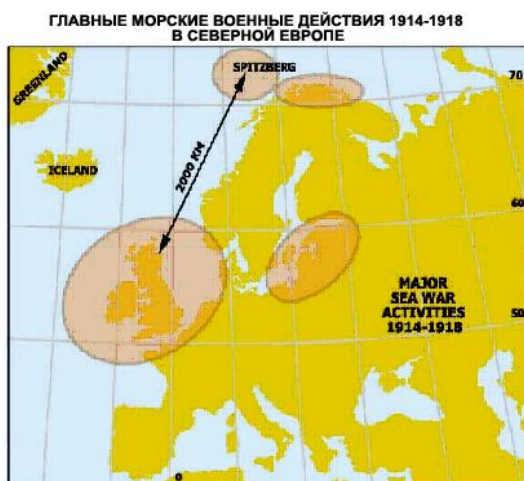 ГЛАВНЫЕ МОРСКИЕ ВОЕННЫЕ ДЕЙСТВИЯ 1914-1918
В СЕВЕРНОЙ ЕВРОПЕ
GREENLAND
SPITZBERG
70
ICELAND
2000 KM
60
MAJOR
SEA WAR
ACTIVITIES
1914-1918
50
0